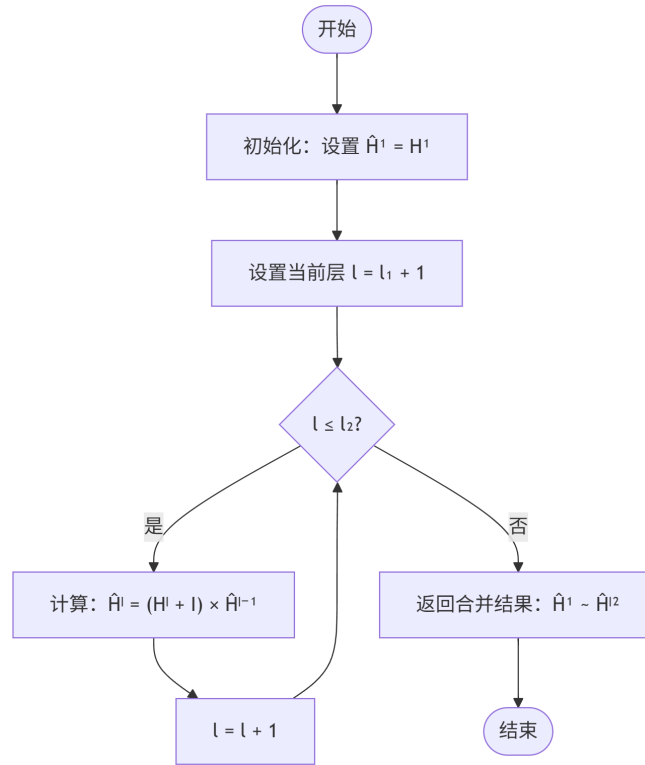 开始
初始化：设置 Ĥ¹ = H¹
设置当前层 l = l₁ + 1
l ≤ l₂?
是
否
计算：Ĥˡ = (Hˡ + I) × Ĥˡ⁻¹
返回合并结果：Ĥ¹ ~ Ĥˡ²
l = l + 1
结束